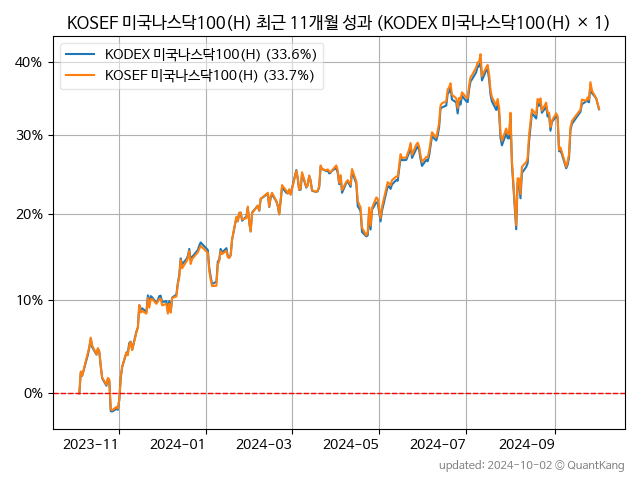 KOSEF 미국나스닥100(H) 최근 11개월 성과 (KODEX 미국나스닥100(H) × 1)
KODEX 미국나스닥100(H) (33.6%)
KOSEF 미국나스닥100(H) (33.7%)
40%
30%
20%
10%
0%
2023-11 2024-01 2024-03 2024-05 2024-07 2024-09
updated: 2024-10-02 © QuantKang